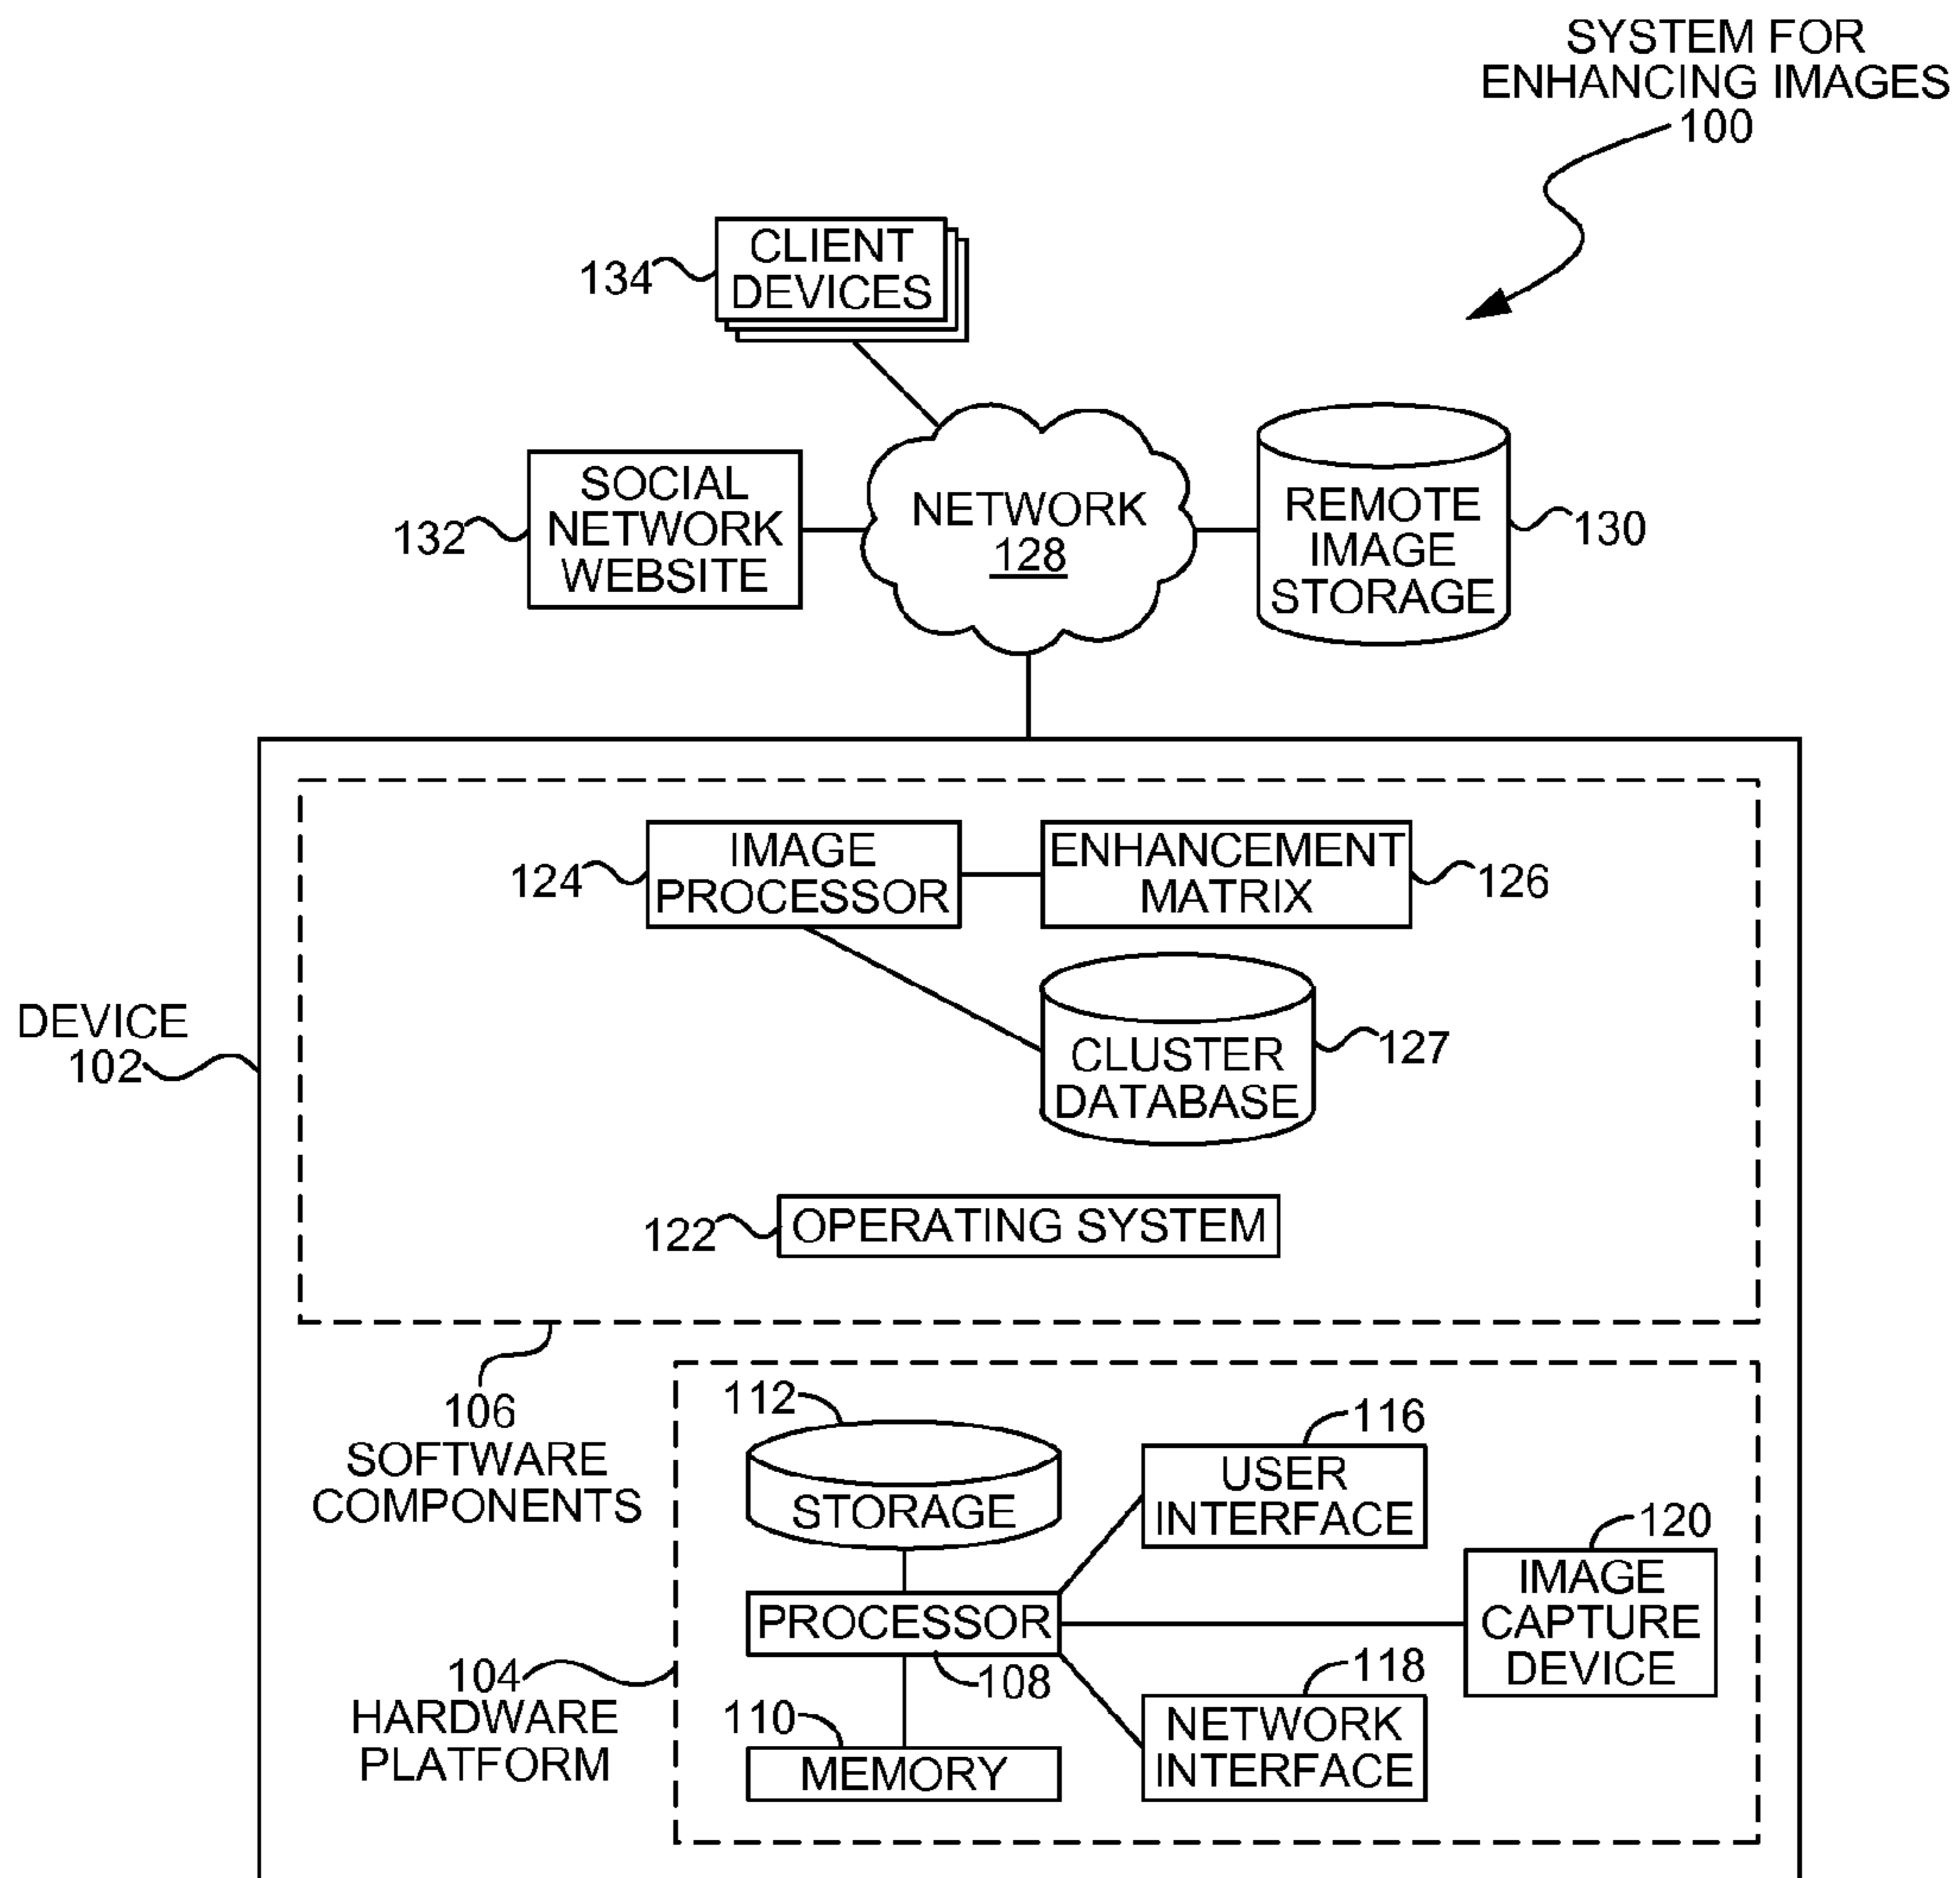 SYSTEM FOR
ENHANCING IMAGES
100
CLIENT
DEVICES
134
SOCIAL
NETWORK
WEBSITE
132
NETWORK
128
REMOTE
IMAGE
STORAGE
130
IMAGE
PROCESSOR
124
ENHANCEMENT
MATRIX
126
DEVICE
102
CLUSTER
DATABASE
127
122
OPERATING SYSTEM
106
SOFTWARE
COMPONENTS
112
STORAGE
116
USER
INTERFACE
120
IMAGE
CAPTURE
DEVICE
PROCESSOR
108
104
HARDWARE
PLATFORM
118
NETWORK
INTERFACE
110
MEMORY